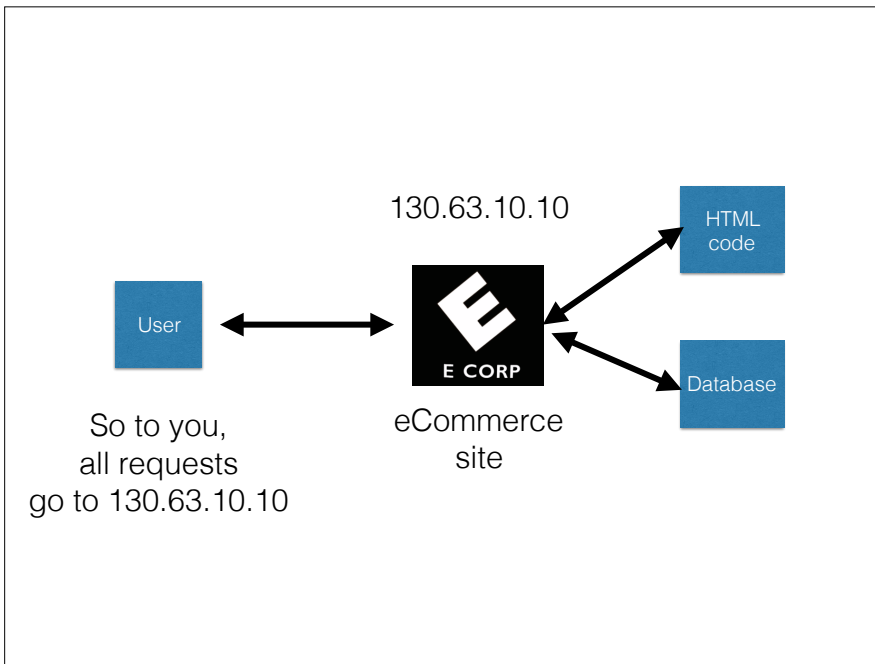 130.63.10.10
HTML
code
User
E CORP
Database
So to you,
all requests
go to 130.63.10.10
eCommerce
site